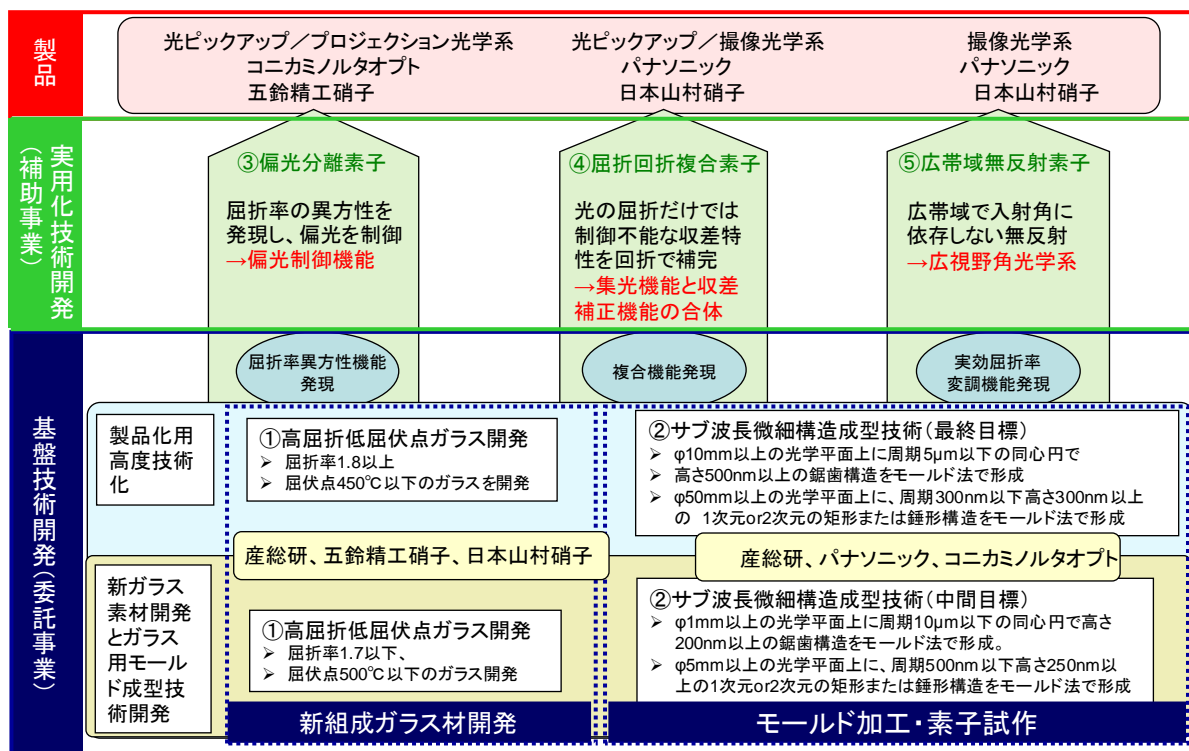 製品
光ピックアップ／プロジェクション光学系
コニカミノルタオプト
五鈴精工硝子
光ピックアップ／撮像光学系
パナソニック
日本山村硝子
撮像光学系
パナソニック
日本山村硝子
実用化技術開発
（補助事業）
③偏光分離素子
屈折率の異方性を
発現し、偏光を制御
→偏光制御機能
④屈折回折複合素子
光の屈折だけでは
制御不能な収差特
性を回折で補完
→集光機能と収差
補正機能の合体
⑤広帯域無反射素子
広帯域で入射角に
依存しない無反射
→広視野角光学系
屈折率異方性機能
発現
複合機能発現
実効屈折率
変調機能発現
基盤技術開発（委託事業）
製品化用
高度技術
化
①高屈折低屈伏点ガラス開発
➢ 屈折率1.8以上
➢ 屈伏点450℃以下のガラスを開発
②サブ波長微細構造成型技術（最終目標）
➢ φ10mm以上の光学平面上に周期5μm以下の同心円で
➢ 高さ500nm以上の鋸歯構造をモールド法で形成
➢ φ50mm以上の光学平面上に、周期300nm以下高さ300nm以上
の 1次元or2次元の矩形または錘形構造をモールド法で形成
産総研、五鈴精工硝子、日本山村硝子
産総研、パナソニック、コニカミノルタオプト
新ガラス
素材開発
とガラス
用モール
ド成型技
術開発
①高屈折低屈伏点ガラス開発
➢ 屈折率1.7以下、
➢ 屈伏点500℃以下のガラス開発
②サブ波長微細構造成型技術（中間目標）
➢ φ1mm以上の光学平面上に周期10μm以下の同心円で高さ
200nm以上の鋸歯構造をモールド法で形成。
➢ φ5mm以上の光学平面上に、周期500nm以下高さ250nm以
上の1次元or2次元の矩形または錘形構造をモールド法で形成
新組成ガラス材開発
モールド加工・素子試作